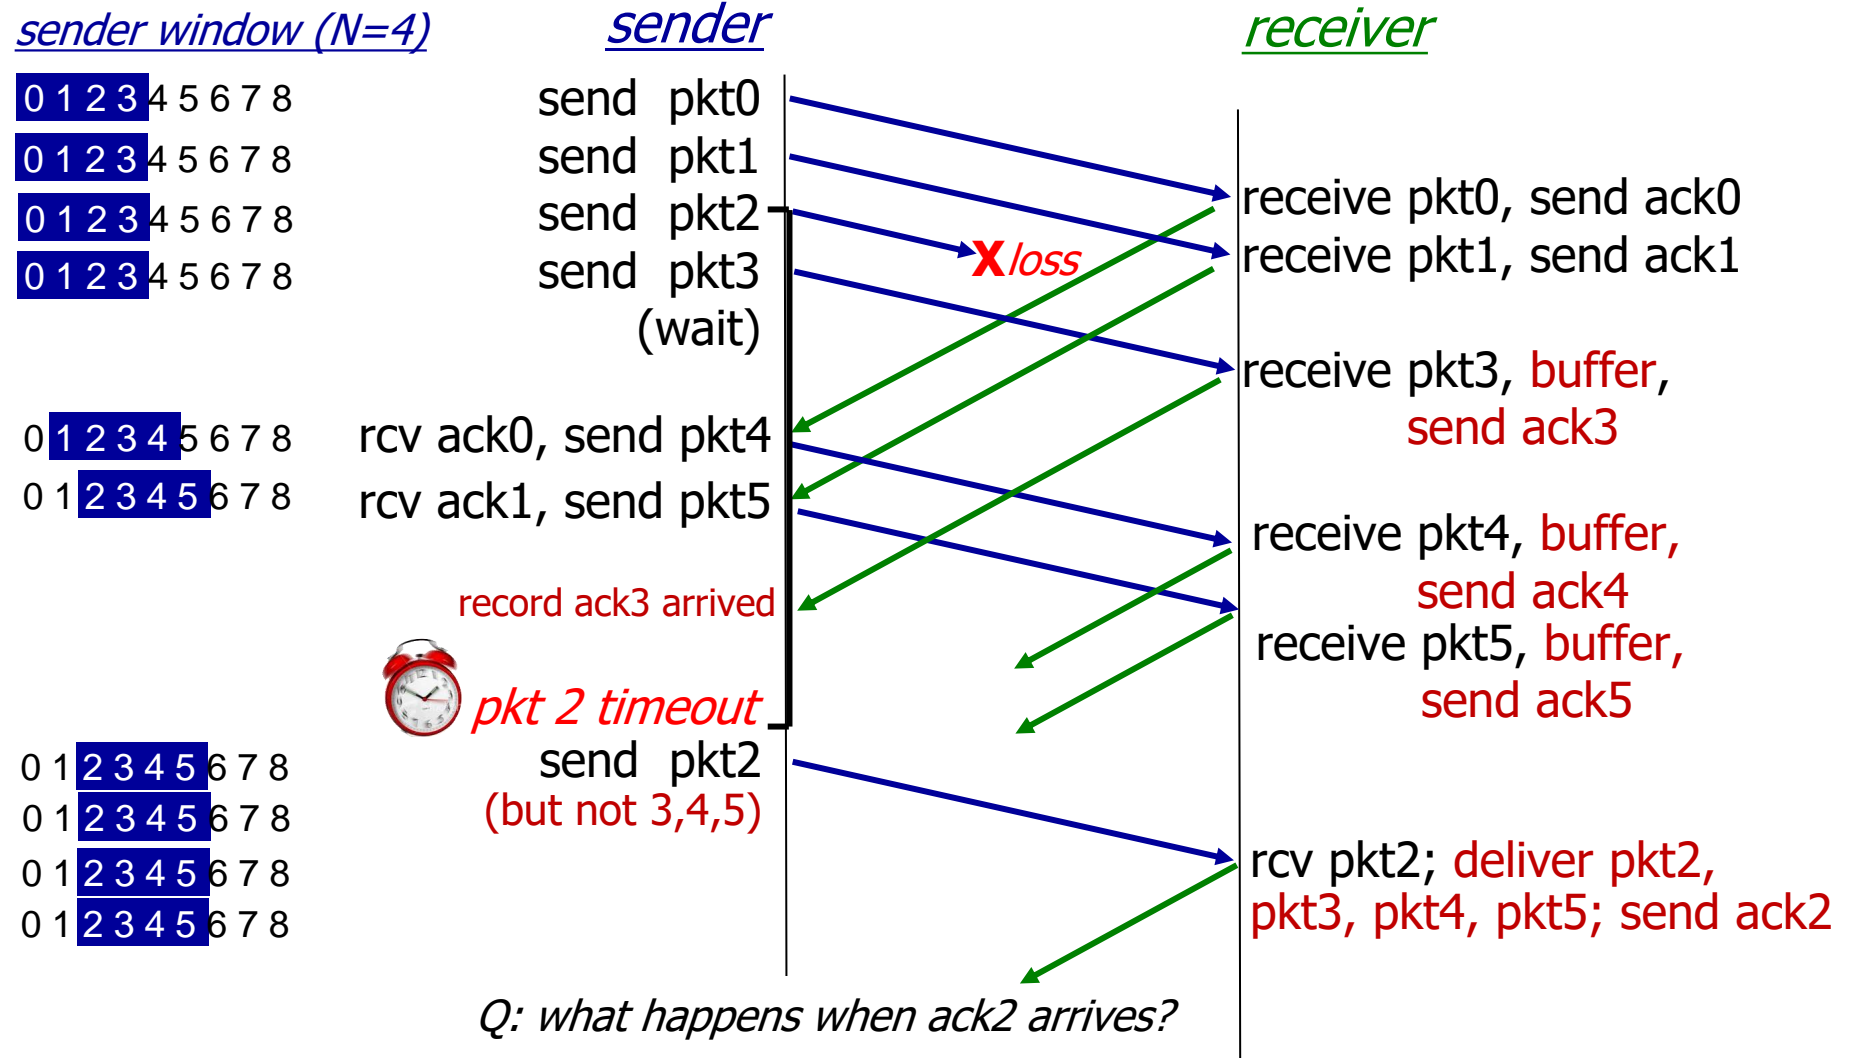 sender window (N=4)
sender
receiver
0 1 2 3 4 5 6 7 8
send pkt0
0 1 2 3 4 5 6 7 8
send pkt1
receive pkt0, send ack0
0 1 2 3 4 5 6 7 8
send pkt2
X loss
receive pkt1, send ack1
0 1 2 3 4 5 6 7 8
send pkt3
(wait)
receive pkt3, buffer,
send ack3
0 1 2 3 4 5 6 7 8
rcv ack0, send pkt4
0 1 2 3 4 5 6 7 8
rcv ack1, send pkt5
receive pkt4, buffer,
send ack4
record ack3 arrived
receive pkt5, buffer,
send ack5
pkt 2 timeout
0 1 2 3 4 5 6 7 8
send pkt2
0 1 2 3 4 5 6 7 8
(but not 3,4,5)
0 1 2 3 4 5 6 7 8
rcv pkt2; deliver pkt2,
0 1 2 3 4 5 6 7 8
pkt3, pkt4, pkt5; send ack2
Q: what happens when ack2 arrives?